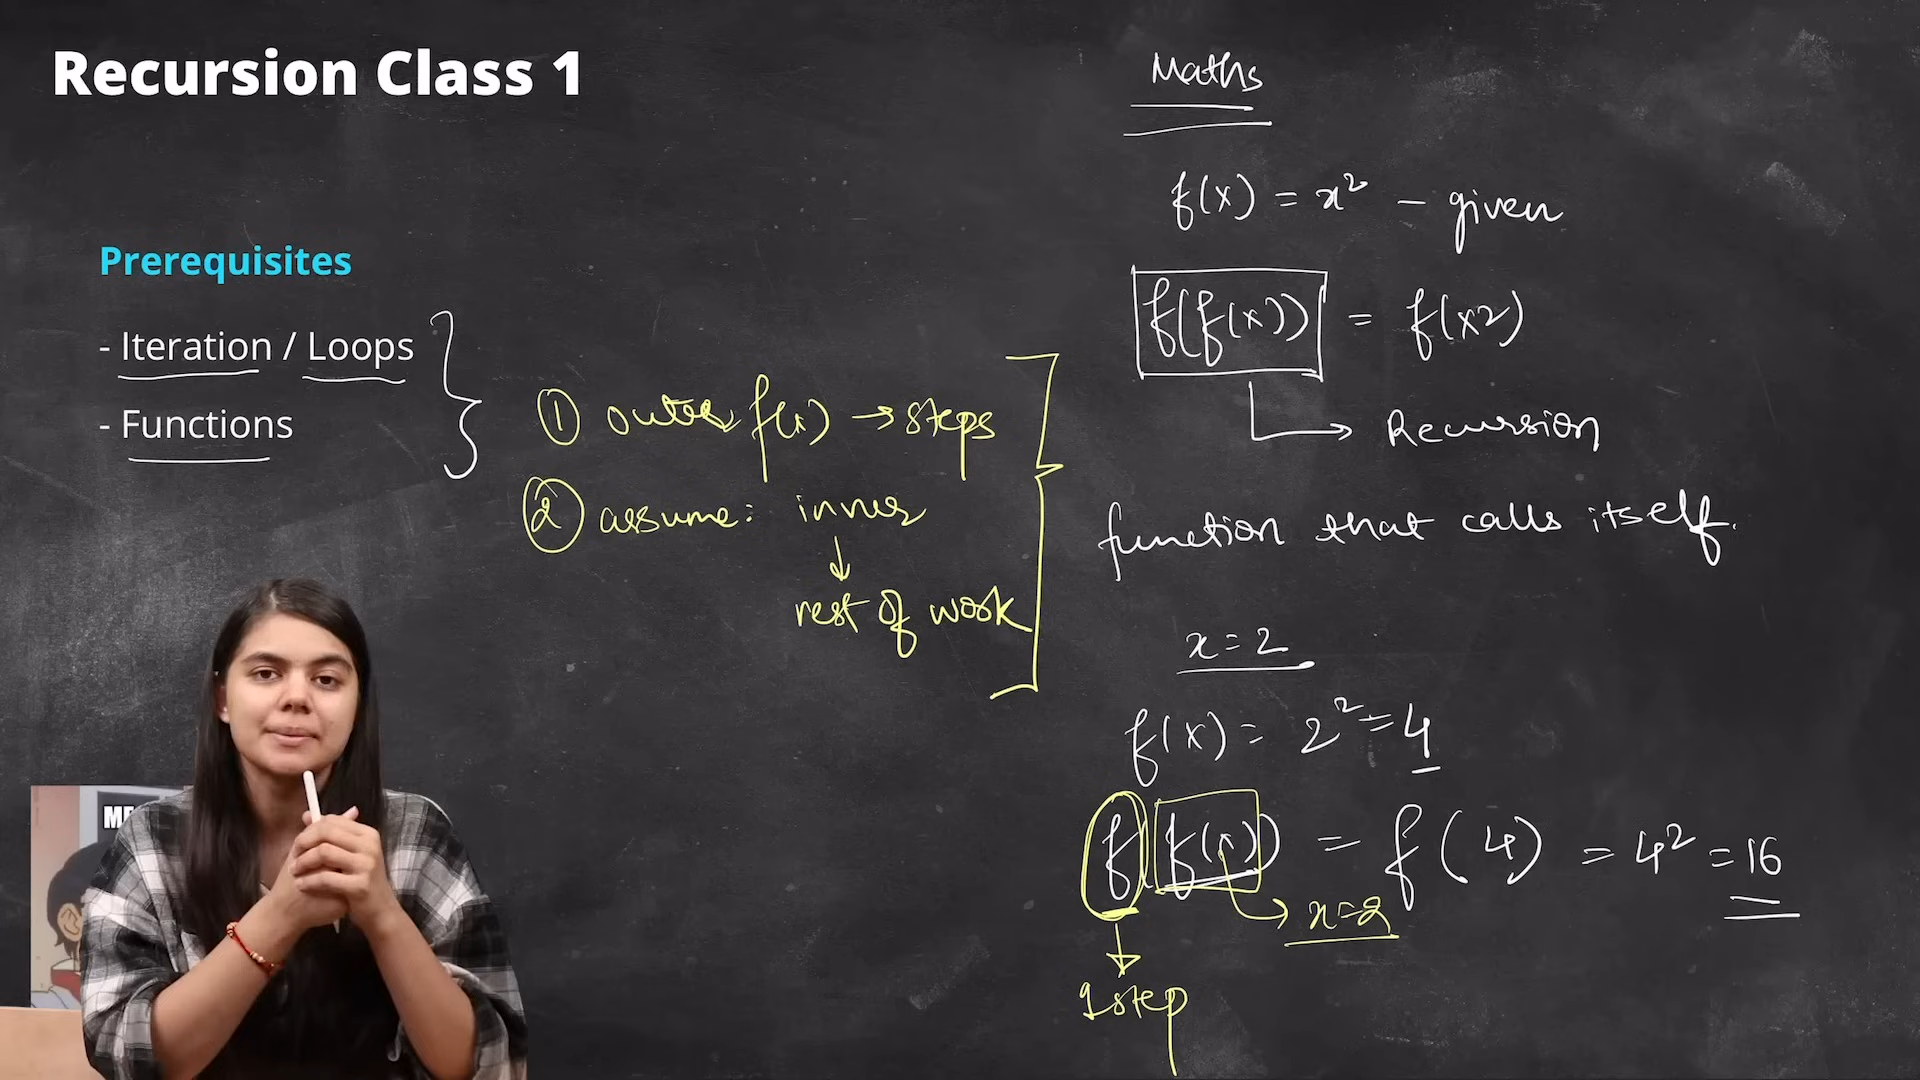 Recursion Class 1
Prerequisites
- Iteration / Loops
- Functions
① outer f(x) → steps
② assume: inner
↓
rest of work
Maths
f(x) = x² - given
f(f(x)) = f(x2)
→ Recursion
function that calls itself.
x = 2
f(x) = 2² = 4
f(f(x)) = f(4) = 4² = 16
→ x=2
↓
1 step